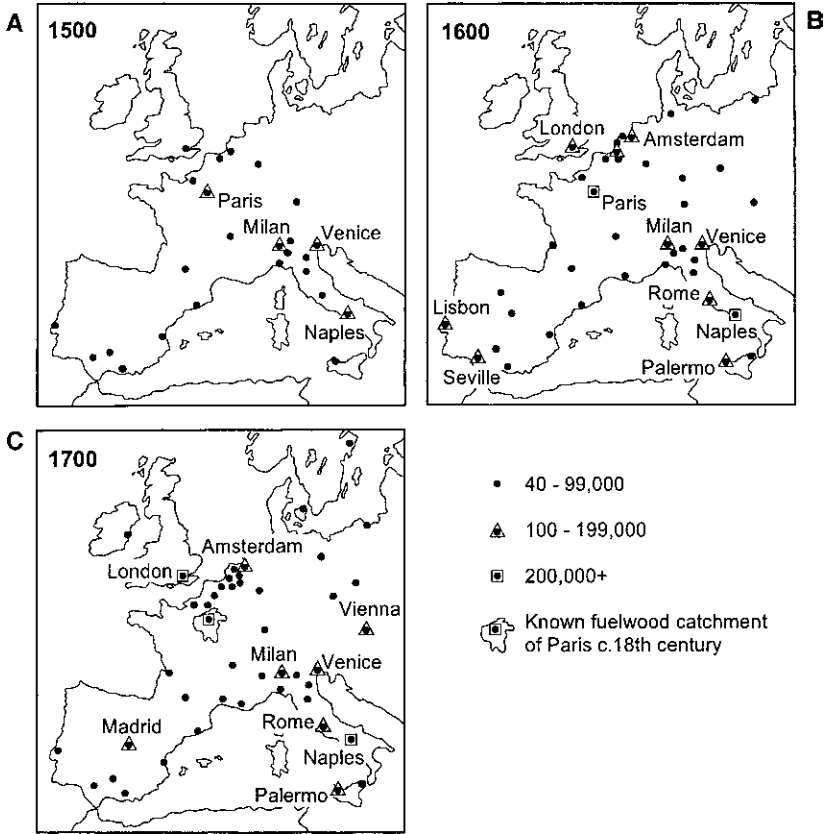 A
1500
Paris
Milan
Venice
Naples
B
1600
London
Amsterdam
Paris
Milan
Venice
Rome
Lisbon
Naples
Seville
Palermo
C
1700
Amsterdam
London
Vienna
Milan
Venice
Madrid
Rome
Naples
Palermo
40 - 99,000
100 - 199,000
200,000+
Known fuelwood catchment
of Paris c.18th century